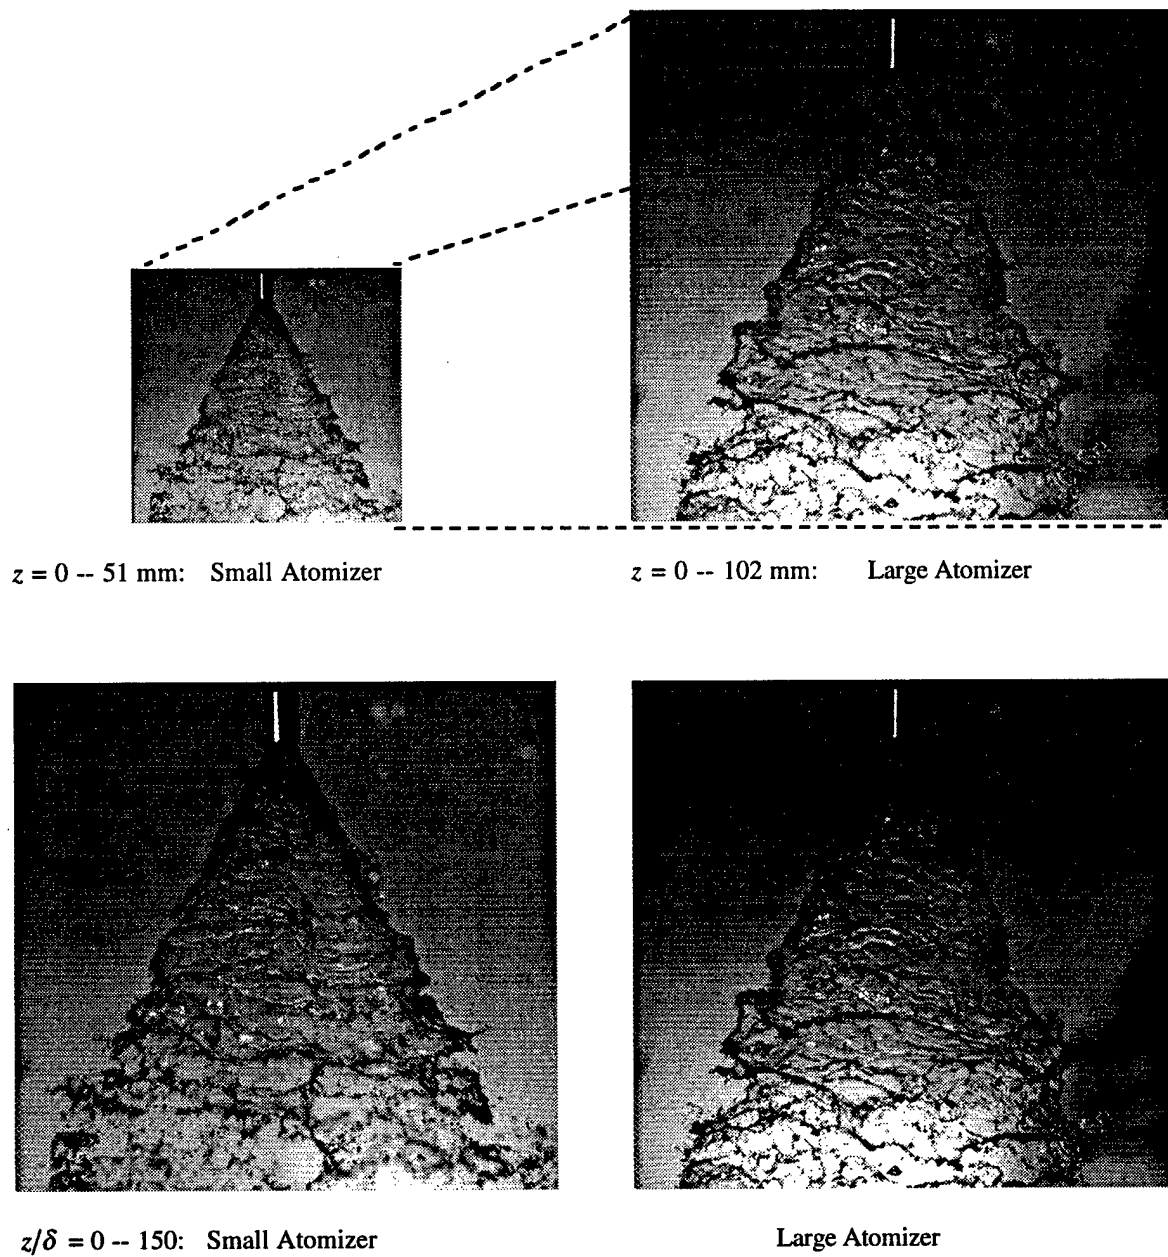 z = 0 -- 51 mm: Small Atomizer
z = 0 -- 102 mm: Large Atomizer
z/δ = 0 -- 150: Small Atomizer
Large Atomizer